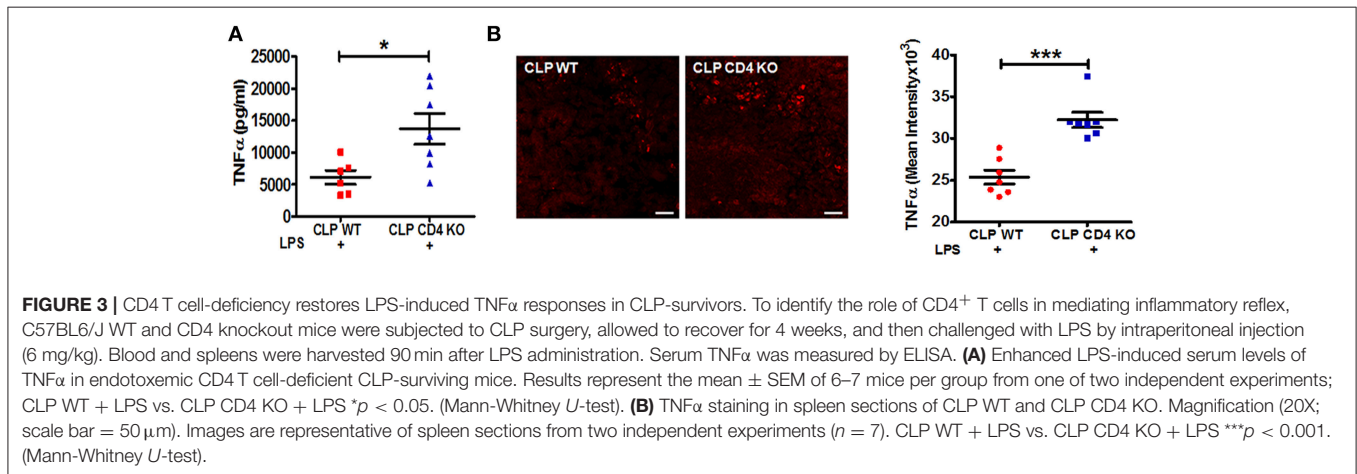 A
B
*
25000
20000
15000
10000
5000
0
TNFα (pg/ml)
CLP WT CLP CD4 KO
LPS + +
CLP WT
CLP CD4 KO
***
40
35
30
25
20
TNFα (Mean Intensityx10³)
CLP WT CLP CD4 KO
LPS + +
FIGURE 3 | CD4 T cell-deficiency restores LPS-induced TNFα responses in CLP-survivors. To identify the role of CD4⁺ T cells in mediating inflammatory reflex,
C57BL6/J WT and CD4 knockout mice were subjected to CLP surgery, allowed to recover for 4 weeks, and then challenged with LPS by intraperitoneal injection
(6 mg/kg). Blood and spleens were harvested 90 min after LPS administration. Serum TNFα was measured by ELISA. (A) Enhanced LPS-induced serum levels of
TNFα in endotoxemic CD4 T cell-deficient CLP-surviving mice. Results represent the mean ± SEM of 6–7 mice per group from one of two independent experiments;
CLP WT + LPS vs. CLP CD4 KO + LPS *p < 0.05. (Mann-Whitney U-test). (B) TNFα staining in spleen sections of CLP WT and CLP CD4 KO. Magnification (20X;
scale bar = 50 μm). Images are representative of spleen sections from two independent experiments (n = 7). CLP WT + LPS vs. CLP CD4 KO + LPS ***p < 0.001.
(Mann-Whitney U-test).